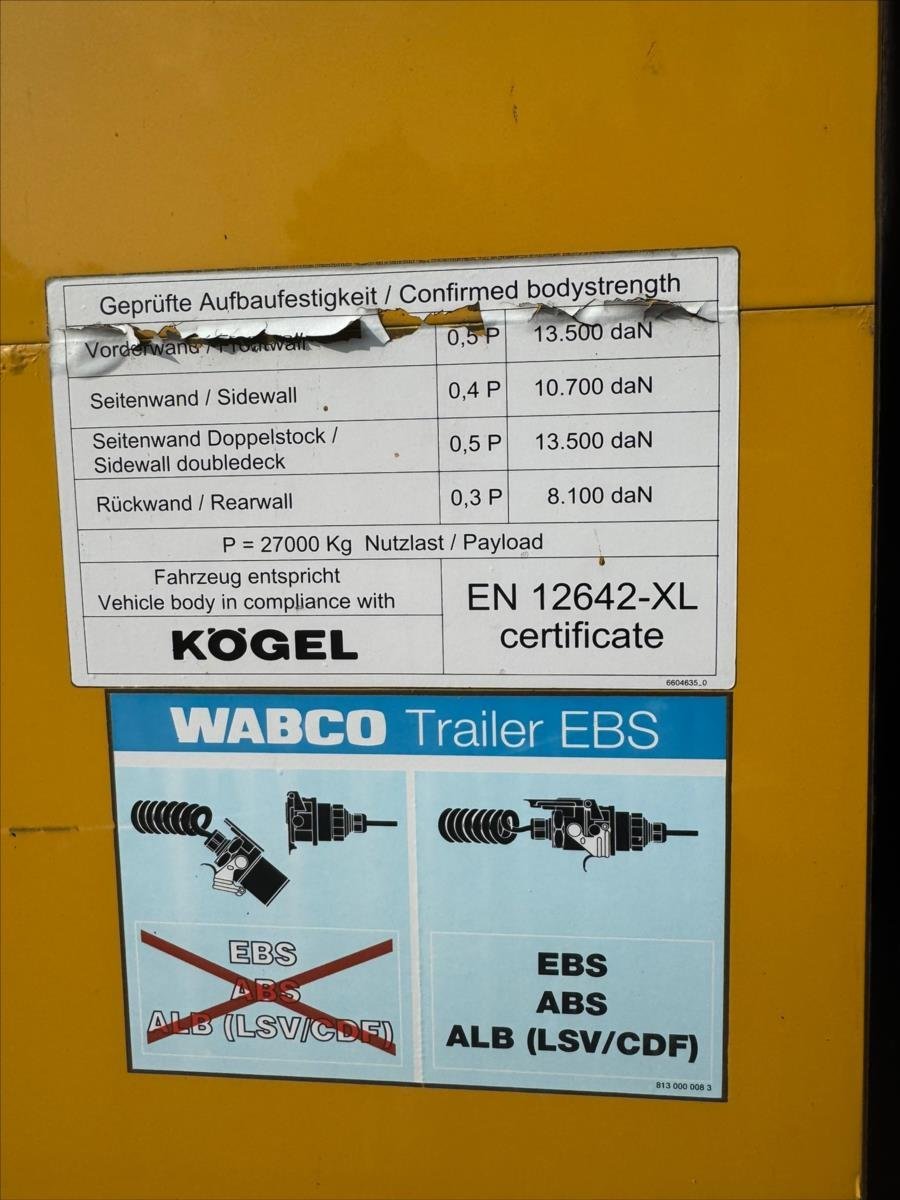 Geprüfte Aufbaufestigkeit / Confirmed bodystrength
Vorderwand / Frontwall 0,5 P 13.500 daN
Seitenwand / Sidewall 0,4 P 10.700 daN
Seitenwand Doppelstock /
Sidewall doubledeck 0,5 P 13.500 daN
Rückwand / Rearwall 0,3 P 8.100 daN
P = 27000 Kg Nutzlast / Payload
Fahrzeug entspricht
Vehicle body in compliance with
KÖGEL
EN 12642-XL
certificate
6604635_0
WABCO Trailer EBS
EBS
ABS
ALB (LSV/CDF)
EBS
ABS
ALB (LSV/CDF)
813 000 008 3